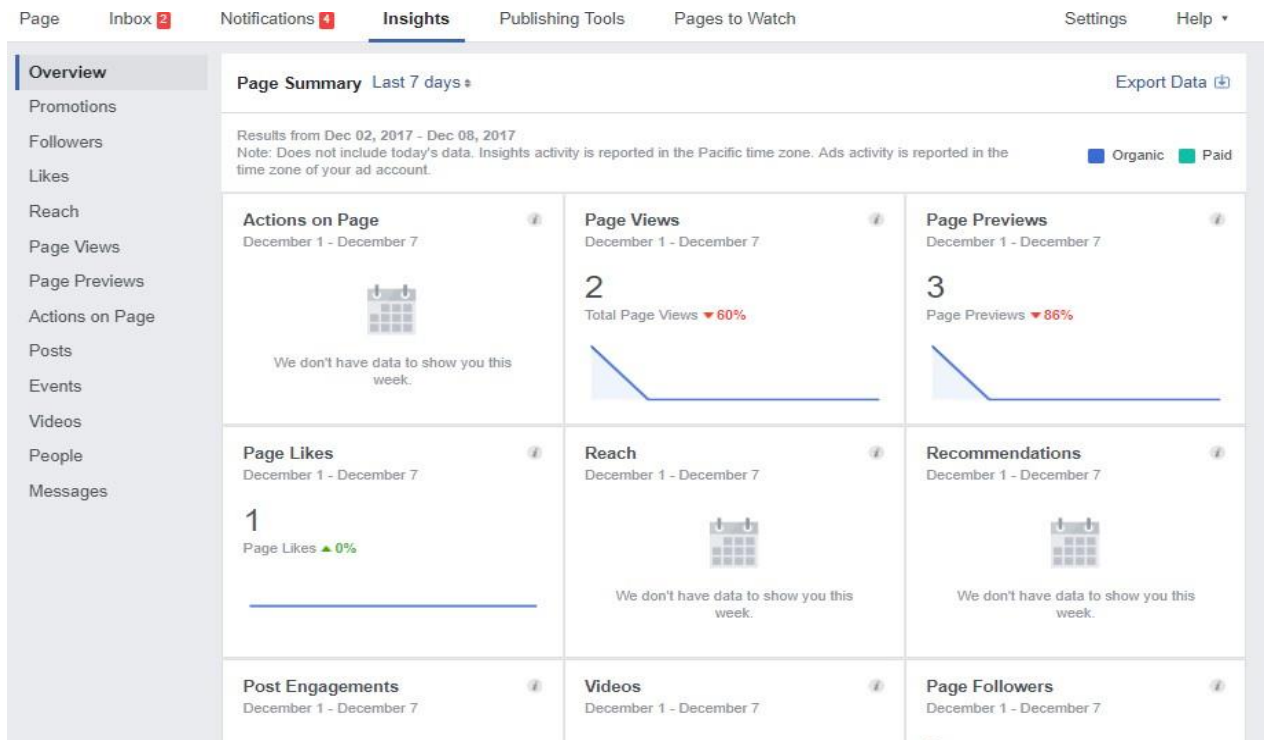 Page Inbox 2 Notifications 4 Insights Publishing Tools Pages to Watch Settings Help
Overview
Promotions
Followers
Likes
Reach
Page Views
Page Previews
Actions on Page
Posts
Events
Videos
People
Messages
Page Summary Last 7 days
Export Data
Results from Dec 02, 2017 - Dec 08, 2017
Note: Does not include today's data. Insights activity is reported in the Pacific time zone. Ads activity is reported in the
time zone of your ad account.
Organic Paid
Actions on Page
December 1 - December 7
We don't have data to show you this
week.
Page Views
December 1 - December 7
2
Total Page Views 60%
Page Previews
December 1 - December 7
3
Page Previews 86%
Page Likes
December 1 - December 7
1
Page Likes 0%
Reach
December 1 - December 7
We don't have data to show you this
week.
Recommendations
December 1 - December 7
We don't have data to show you this
week.
Post Engagements
December 1 - December 7
Videos
December 1 - December 7
Page Followers
December 1 - December 7